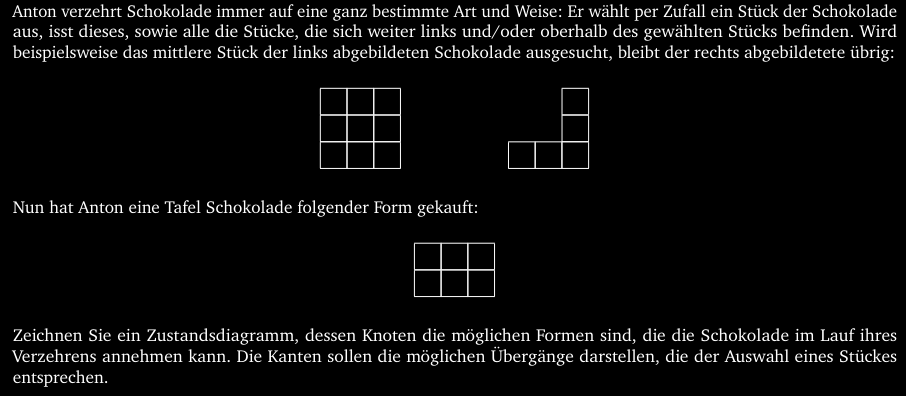 Anton verzehrt Schokolade immer auf eine ganz bestimmte Art und Weise: Er wählt per Zufall ein Stück der Schokolade
aus, isst dieses, sowie alle die Stücke, die sich weiter links und/oder oberhalb des gewählten Stücks befinden. Wird
beispielsweise das mittlere Stück der links abgebildeten Schokolade ausgesucht, bleibt der rechts abgebildetete übrig:
Nun hat Anton eine Tafel Schokolade folgender Form gekauft:
Zeichnen Sie ein Zustandsdiagramm, dessen Knoten die möglichen Formen sind, die die Schokolade im Lauf ihres
Verzehrens annehmen kann. Die Kanten sollen die möglichen Übergänge darstellen, die der Auswahl eines Stückes
entsprechen.